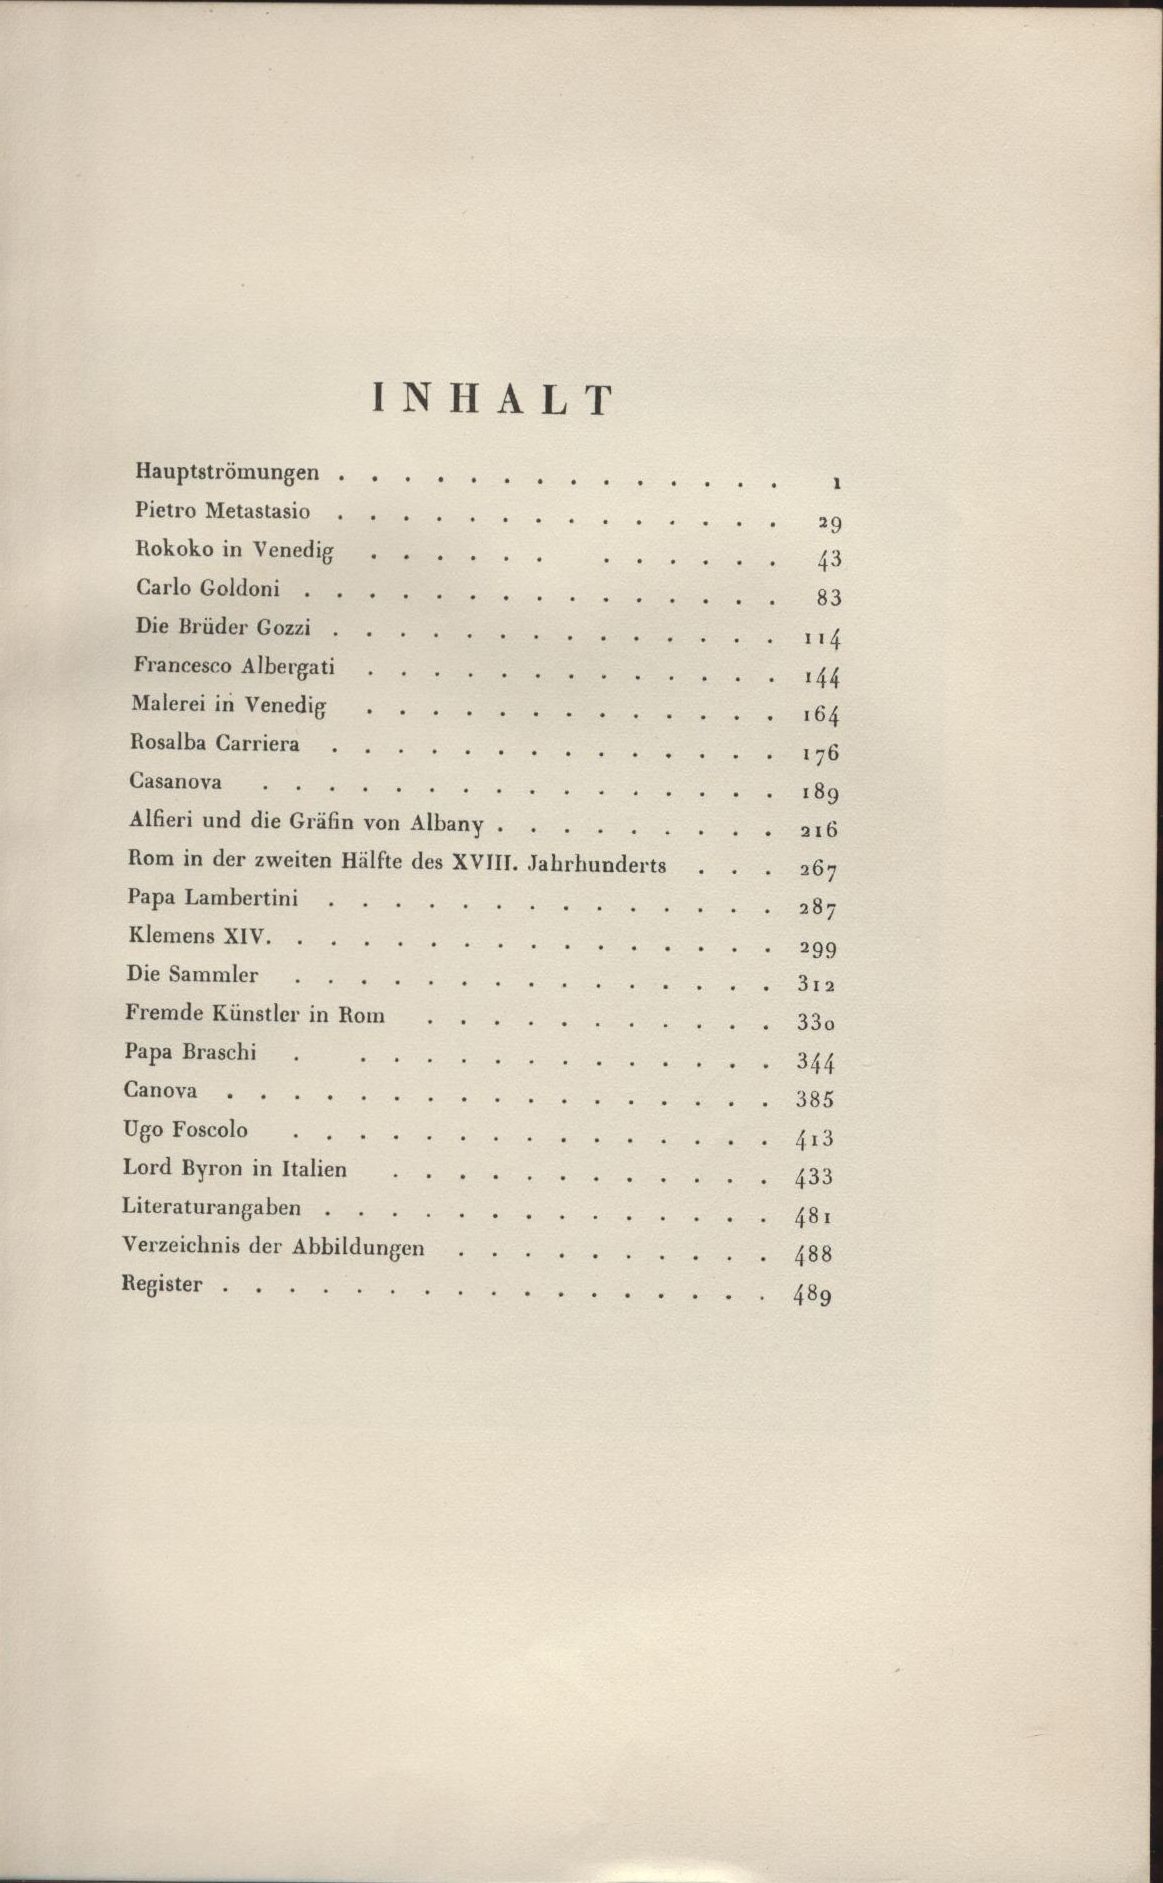 INHALT
Hauptströmungen . . . . . . . . . . . . . . 1
Pietro Metastasio . . . . . . . . . . . . . . 29
Rokoko in Venedig . . . . . . . . . . . . 43
Carlo Goldoni . . . . . . . . . . . . . . . 83
Die Brüder Gozzi . . . . . . . . . . . . . . 114
Francesco Albergati . . . . . . . . . . . . . 144
Malerei in Venedig . . . . . . . . . . . . . 164
Rosalba Carriera . . . . . . . . . . . . . . 176
Casanova . . . . . . . . . . . . . . . . 189
Alfieri und die Gräfin von Albany . . . . . . . . . 216
Rom in der zweiten Hälfte des XVIII. Jahrhunderts . . . 267
Papa Lambertini . . . . . . . . . . . . . . 287
Klemens XIV. . . . . . . . . . . . . . . . 299
Die Sammler . . . . . . . . . . . . . . . 312
Fremde Künstler in Rom . . . . . . . . . . . 330
Papa Braschi . . . . . . . . . . . . . . 344
Canova . . . . . . . . . . . . . . . . . 385
Ugo Foscolo . . . . . . . . . . . . . . . 413
Lord Byron in Italien . . . . . . . . . . . . 433
Literaturangaben . . . . . . . . . . . . . . 481
Verzeichnis der Abbildungen . . . . . . . . . . 488
Register . . . . . . . . . . . . . . . . . 489